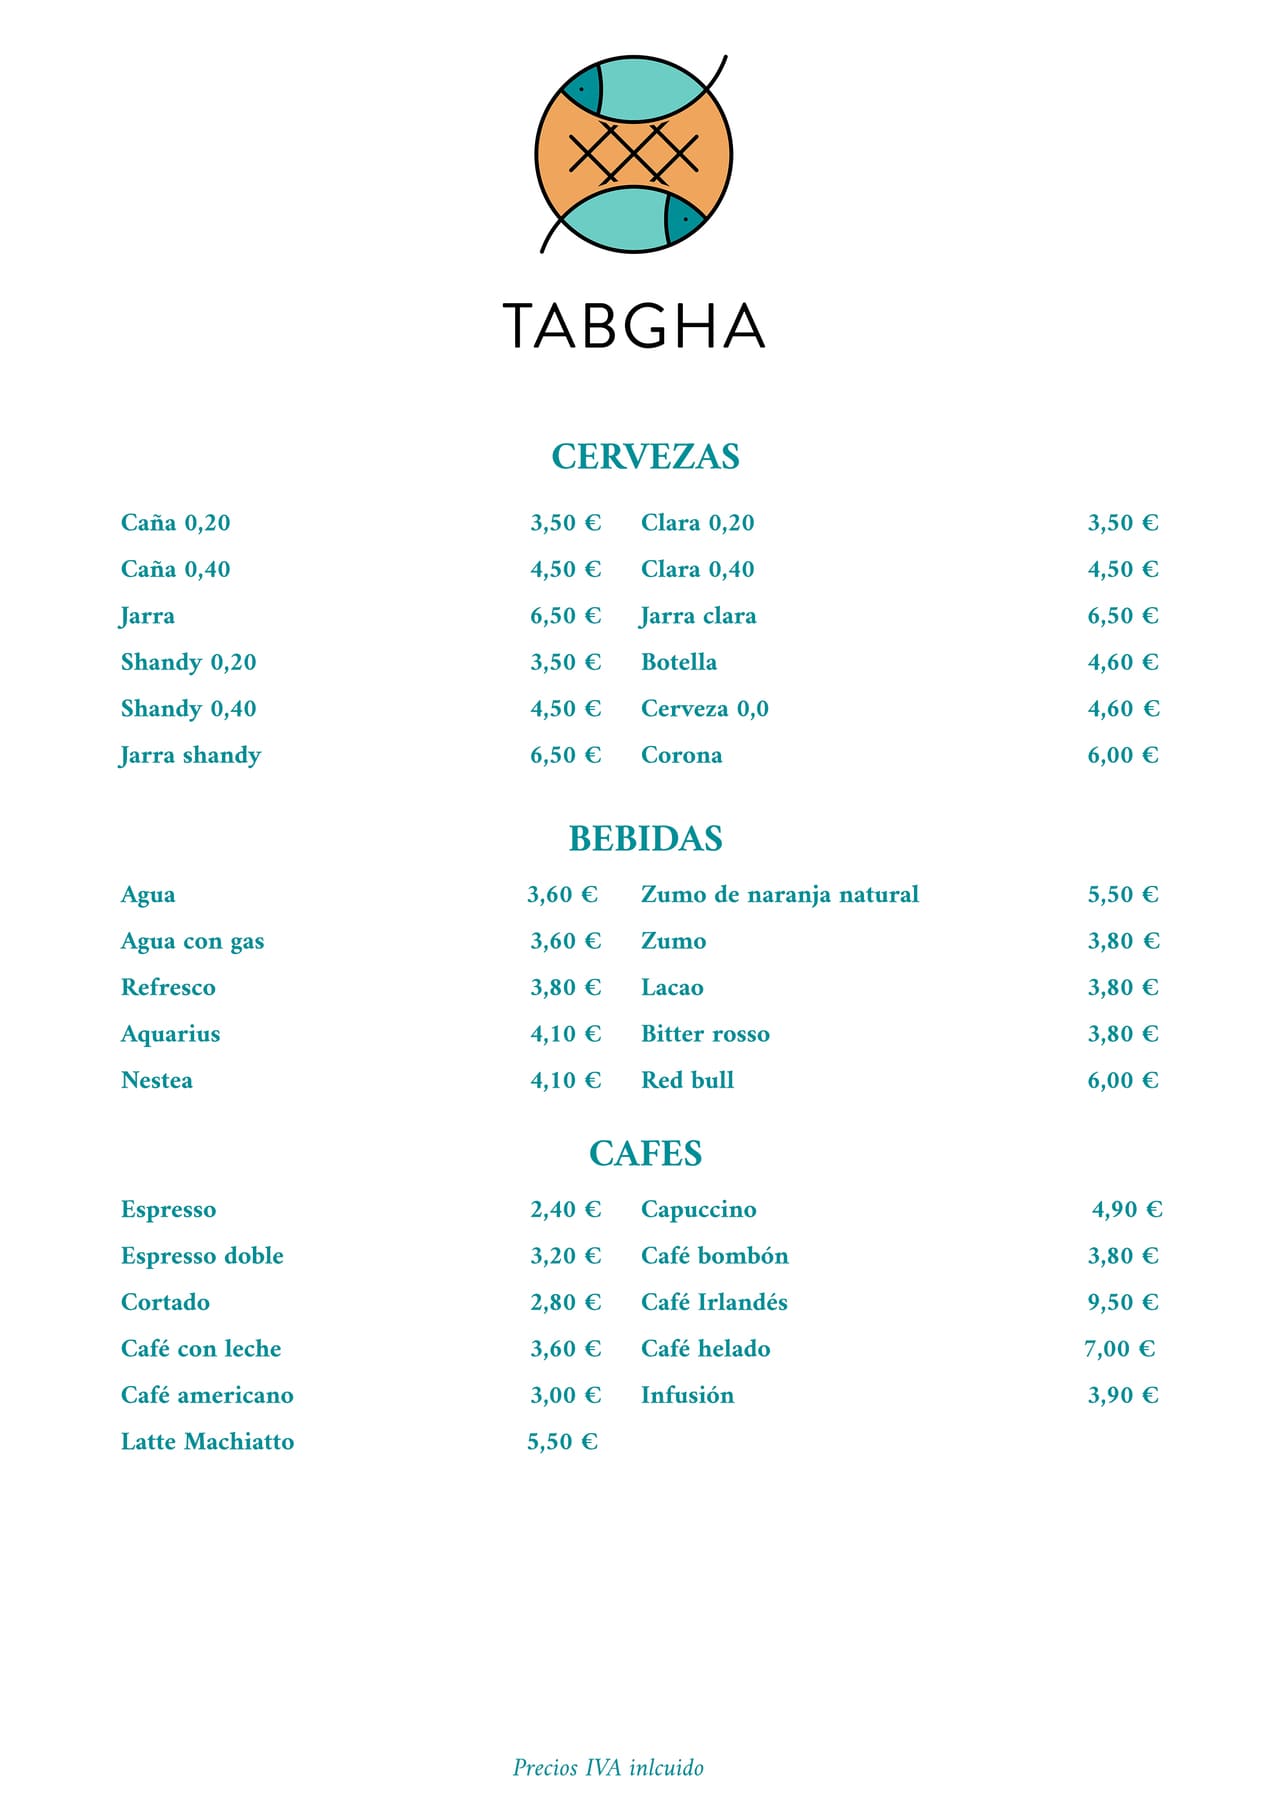 TABGHA
CERVEZAS
Caña 0,20 3,50 € Clara 0,20 3,50 €
Caña 0,40 4,50 € Clara 0,40 4,50 €
Jarra 6,50 € Jarra clara 6,50 €
Shandy 0,20 3,50 € Botella 4,60 €
Shandy 0,40 4,50 € Cerveza 0,0 4,60 €
Jarra shandy 6,50 € Corona 6,00 €
BEBIDAS
Agua 3,60 € Zumo de naranja natural 5,50 €
Agua con gas 3,60 € Zumo 3,80 €
Refresco 3,80 € Lacao 3,80 €
Aquarius 4,10 € Bitter rosso 3,80 €
Nestea 4,10 € Red bull 6,00 €
CAFES
Espresso 2,40 € Capuccino 4,90 €
Espresso doble 3,20 € Café bombón 3,80 €
Cortado 2,80 € Café Irlandés 9,50 €
Café con leche 3,60 € Café helado 7,00 €
Café americano 3,00 € Infusión 3,90 €
Latte Machiatto 5,50 €
Precios IVA inlcuido